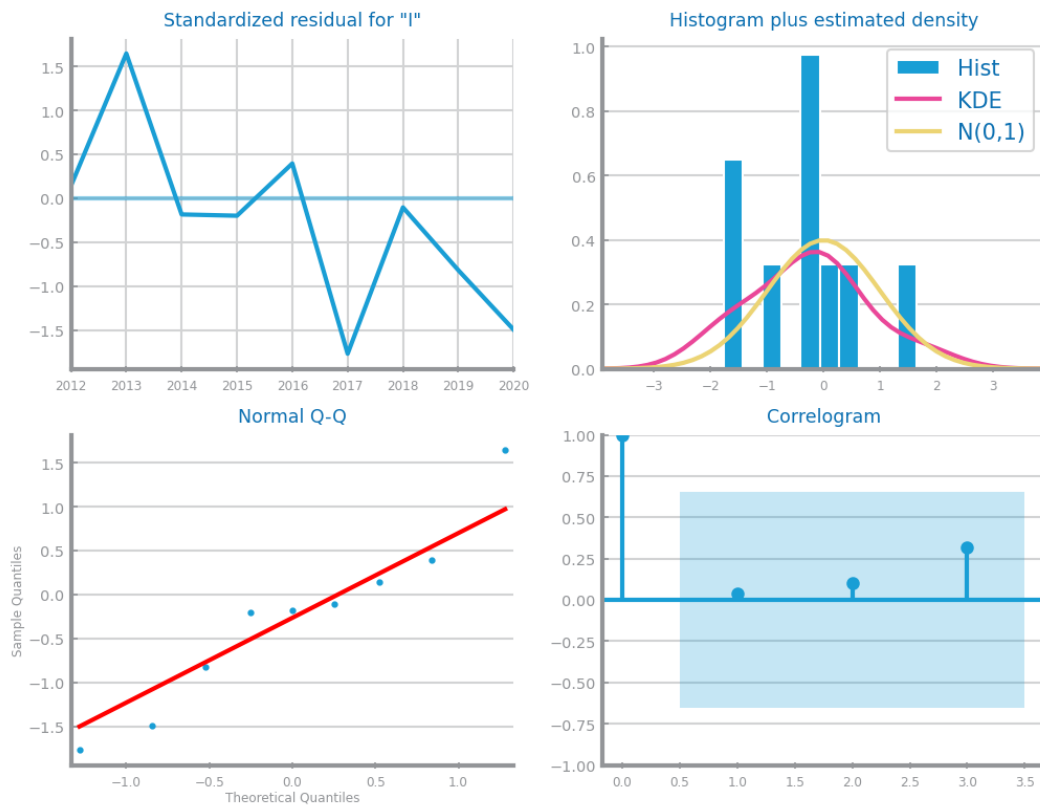 Standardized residual for "I"
1.5
1.0
0.5
0.0
−0.5
−1.0
−1.5
2012 2013 2014 2015 2016 2017 2018 2019 2020
Histogram plus estimated density
1.0
0.8
0.6
0.4
0.2
0.0
Hist
KDE
N(0,1)
−3 −2 −1 0 1 2 3
Normal Q-Q
Sample Quantiles
1.5
1.0
0.5
0.0
−0.5
−1.0
−1.5
−1.0 −0.5 0.0 0.5 1.0
Theoretical Quantiles
Correlogram
1.00
0.75
0.50
0.25
0.00
−0.25
−0.50
−0.75
−1.00
0.0 0.5 1.0 1.5 2.0 2.5 3.0 3.5